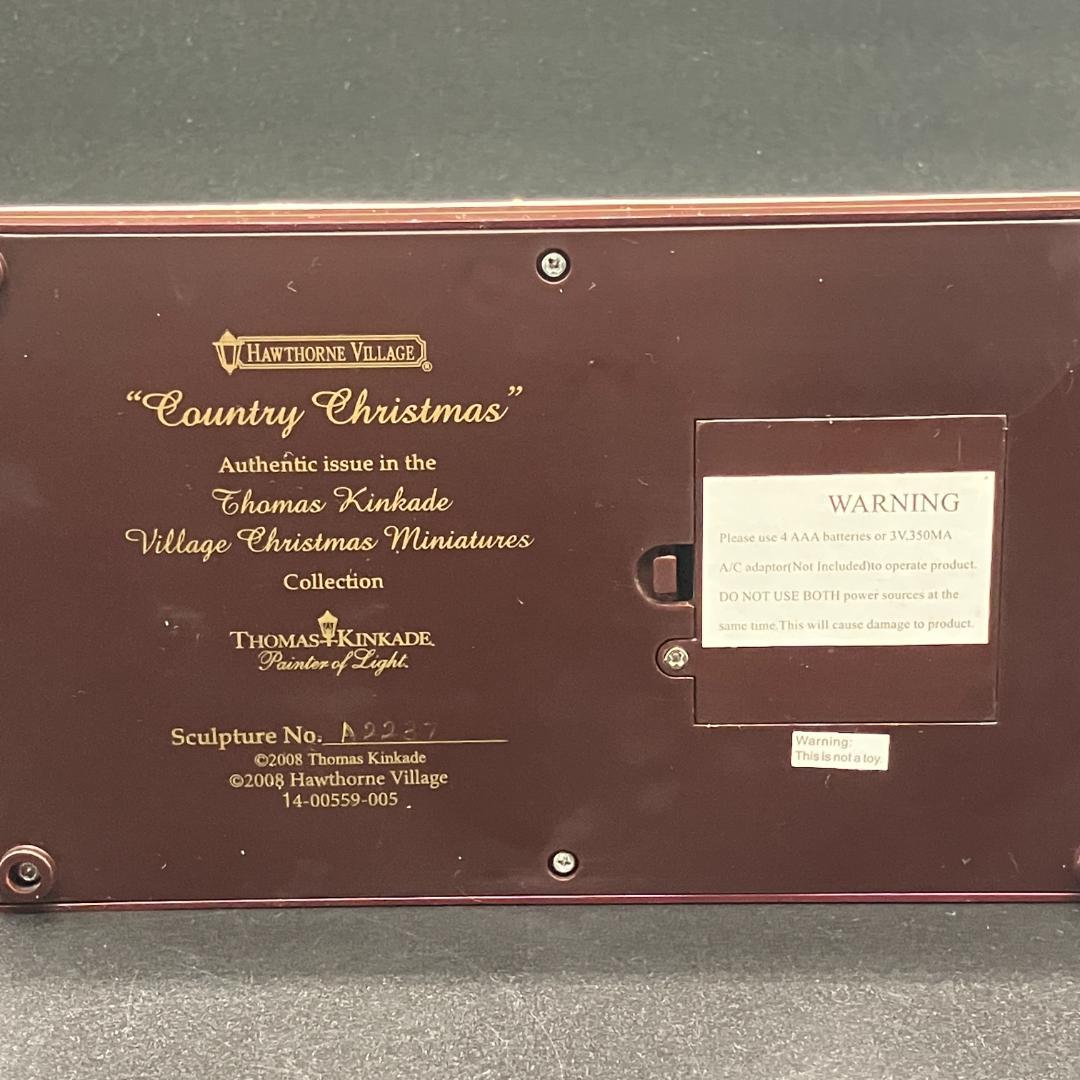 HAWTHORNE VILLAGE®
“Country Christmas”
Authentic issue in the
Thomas Kinkade
Village Christmas Miniatures
Collection
THOMAS KINKADE
Painter of Light.
Sculpture No. A2237
©2008 Thomas Kinkade
©2008 Hawthorne Village
14-00559-005
WARNING
Please use 4 AAA batteries or 3V.350MA
A/C adaptor(Not Included)to operate product.
DO NOT USE BOTH power sources at the
same time.This will cause damage to product.
Warning:
This is not a toy.